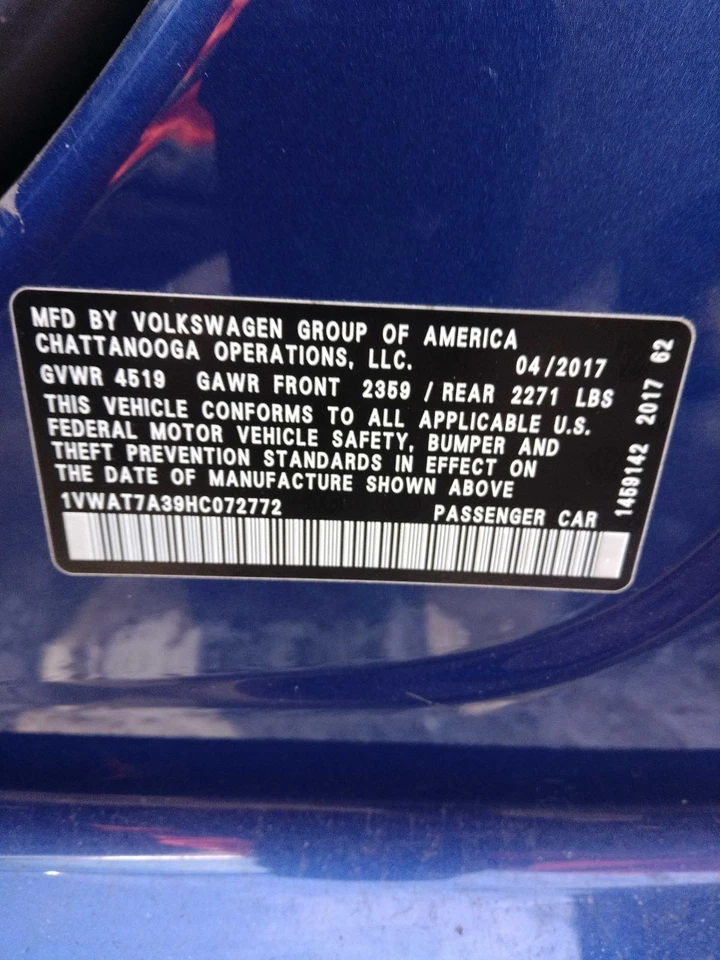 MFD BY VOLKSWAGEN GROUP OF AMERICA
CHATTANOOGA OPERATIONS, LLC. 04/2017
GVWR 4519 GAWR FRONT 2359 / REAR 2271 LBS
THIS VEHICLE CONFORMS TO ALL APPLICABLE U.S.
FEDERAL MOTOR VEHICLE SAFETY, BUMPER AND
THEFT PREVENTION STANDARDS IN EFFECT ON
THE DATE OF MANUFACTURE SHOWN ABOVE
1VWAT7A39HC072772 PASSENGER CAR
1459142 2017 62